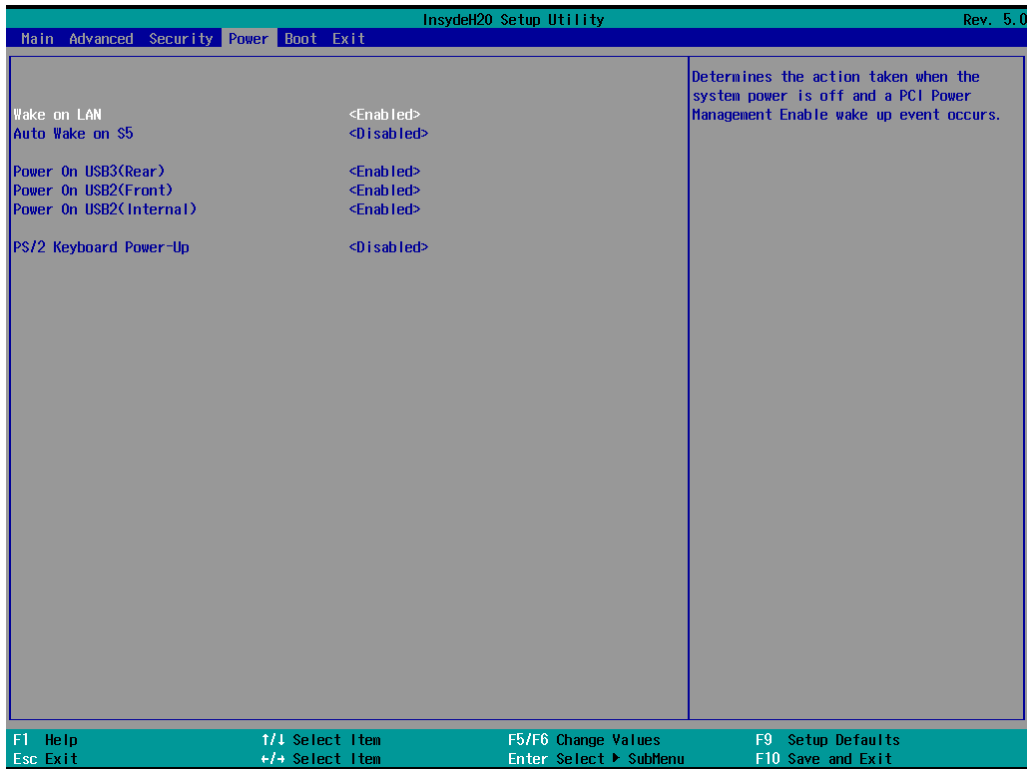 InsydeH20 Setup Utility Rev. 5.0
Main Advanced Security Power Boot Exit
Wake on LAN <Enabled>
Auto Wake on S5 <Disabled>
Power On USB3(Rear) <Enabled>
Power On USB2(Front) <Enabled>
Power On USB2(Internal) <Enabled>
PS/2 Keyboard Power-Up <Disabled>
Determines the action taken when the
system power is off and a PCI Power
Management Enable wake up event occurs.
F1 Help ↑/↓ Select Item F5/F6 Change Values F9 Setup Defaults
Esc Exit ←/→ Select Item Enter Select ▶ SubMenu F10 Save and Exit